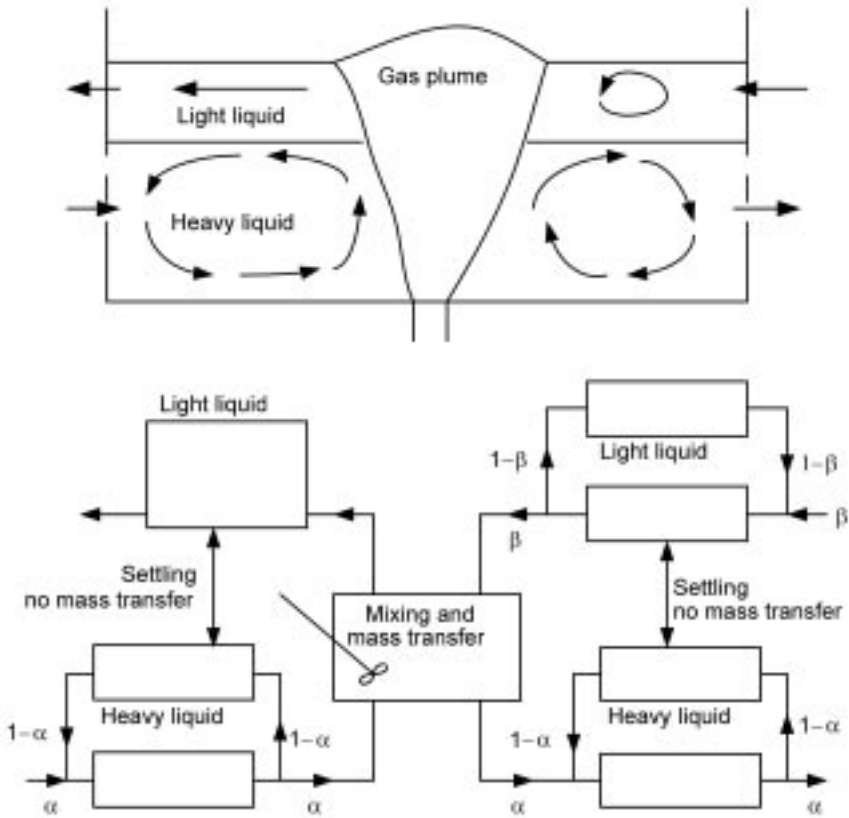 Gas plume
Light liquid
Heavy liquid
Light liquid
1–β
Light liquid
1–β
β
β
Settling
no mass transfer
Mixing and
mass transfer
Settling
no mass transfer
Heavy liquid
1–α
1–α
Heavy liquid
1–α
1–α
α
α
α
α